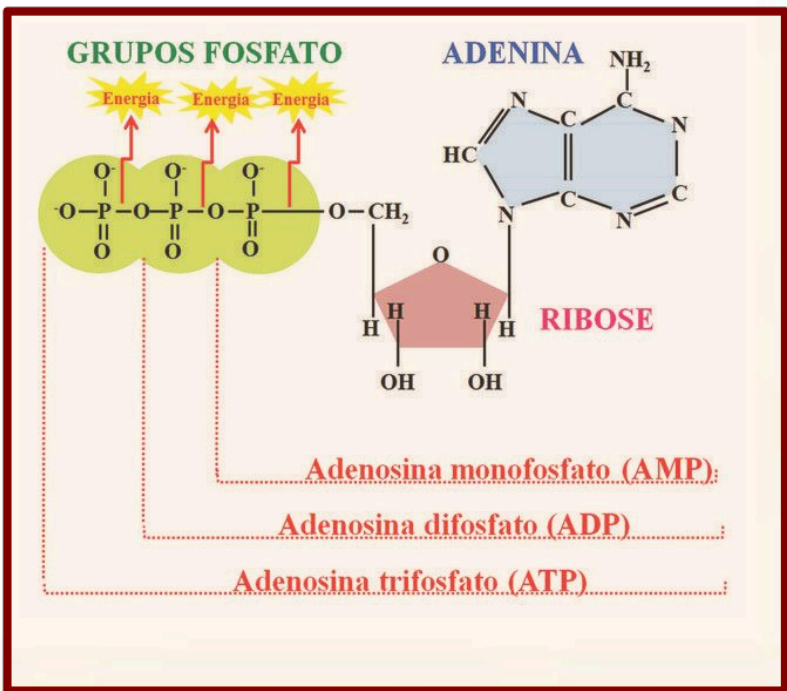 GRUPOS FOSFATO
ADENINA
Energia Energia Energia
NH₂
N C N
C
HC
C
N C N
O⁻ O⁻ O⁻
⁻O–P–O–P–O–P–O–CH₂
O O O
O
H H H H
RIBOSE
OH OH
Adenosina monofosfato (AMP)
Adenosina difosfato (ADP)
Adenosina trifosfato (ATP)